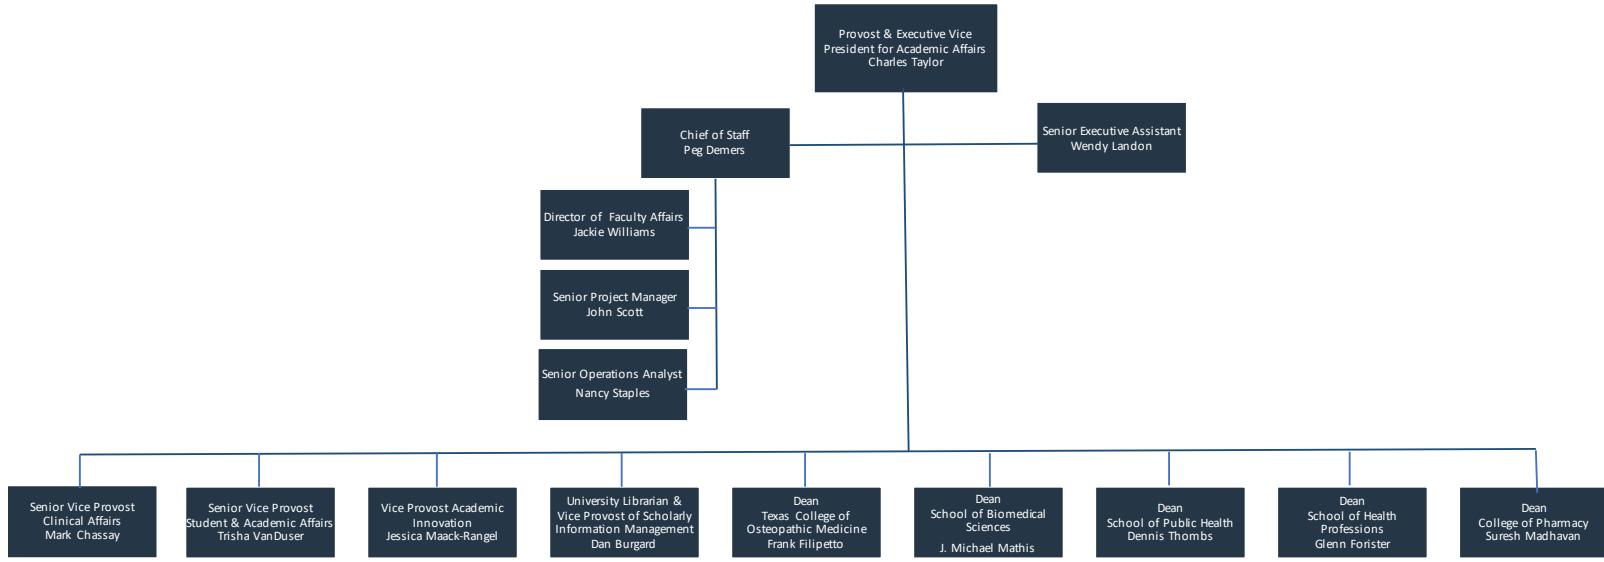 Provost & Executive Vice
President for Academic Affairs
Charles Taylor
Chief of Staff
Peg Demers
Senior Executive Assistant
Wendy Landon
Director of Faculty Affairs
Jackie Williams
Senior Project Manager
John Scott
Senior Operations Analyst
Nancy Staples
Senior Vice Provost
Clinical Affairs
Mark Chassay
Senior Vice Provost
Student & Academic Affairs
Trisha VanDuser
Vice Provost Academic
Innovation
Jessica Maack-Rangel
University Librarian &
Vice Provost of Scholarly
Information Management
Dan Burgard
Dean
Texas College of
Osteopathic Medicine
Frank Filipetto
Dean
School of Biomedical
Sciences
J. Michael Mathis
Dean
School of Public Health
Dennis Thombs
Dean
School of Health
Professions
Glenn Forister
Dean
College of Pharmacy
Suresh Madhavan